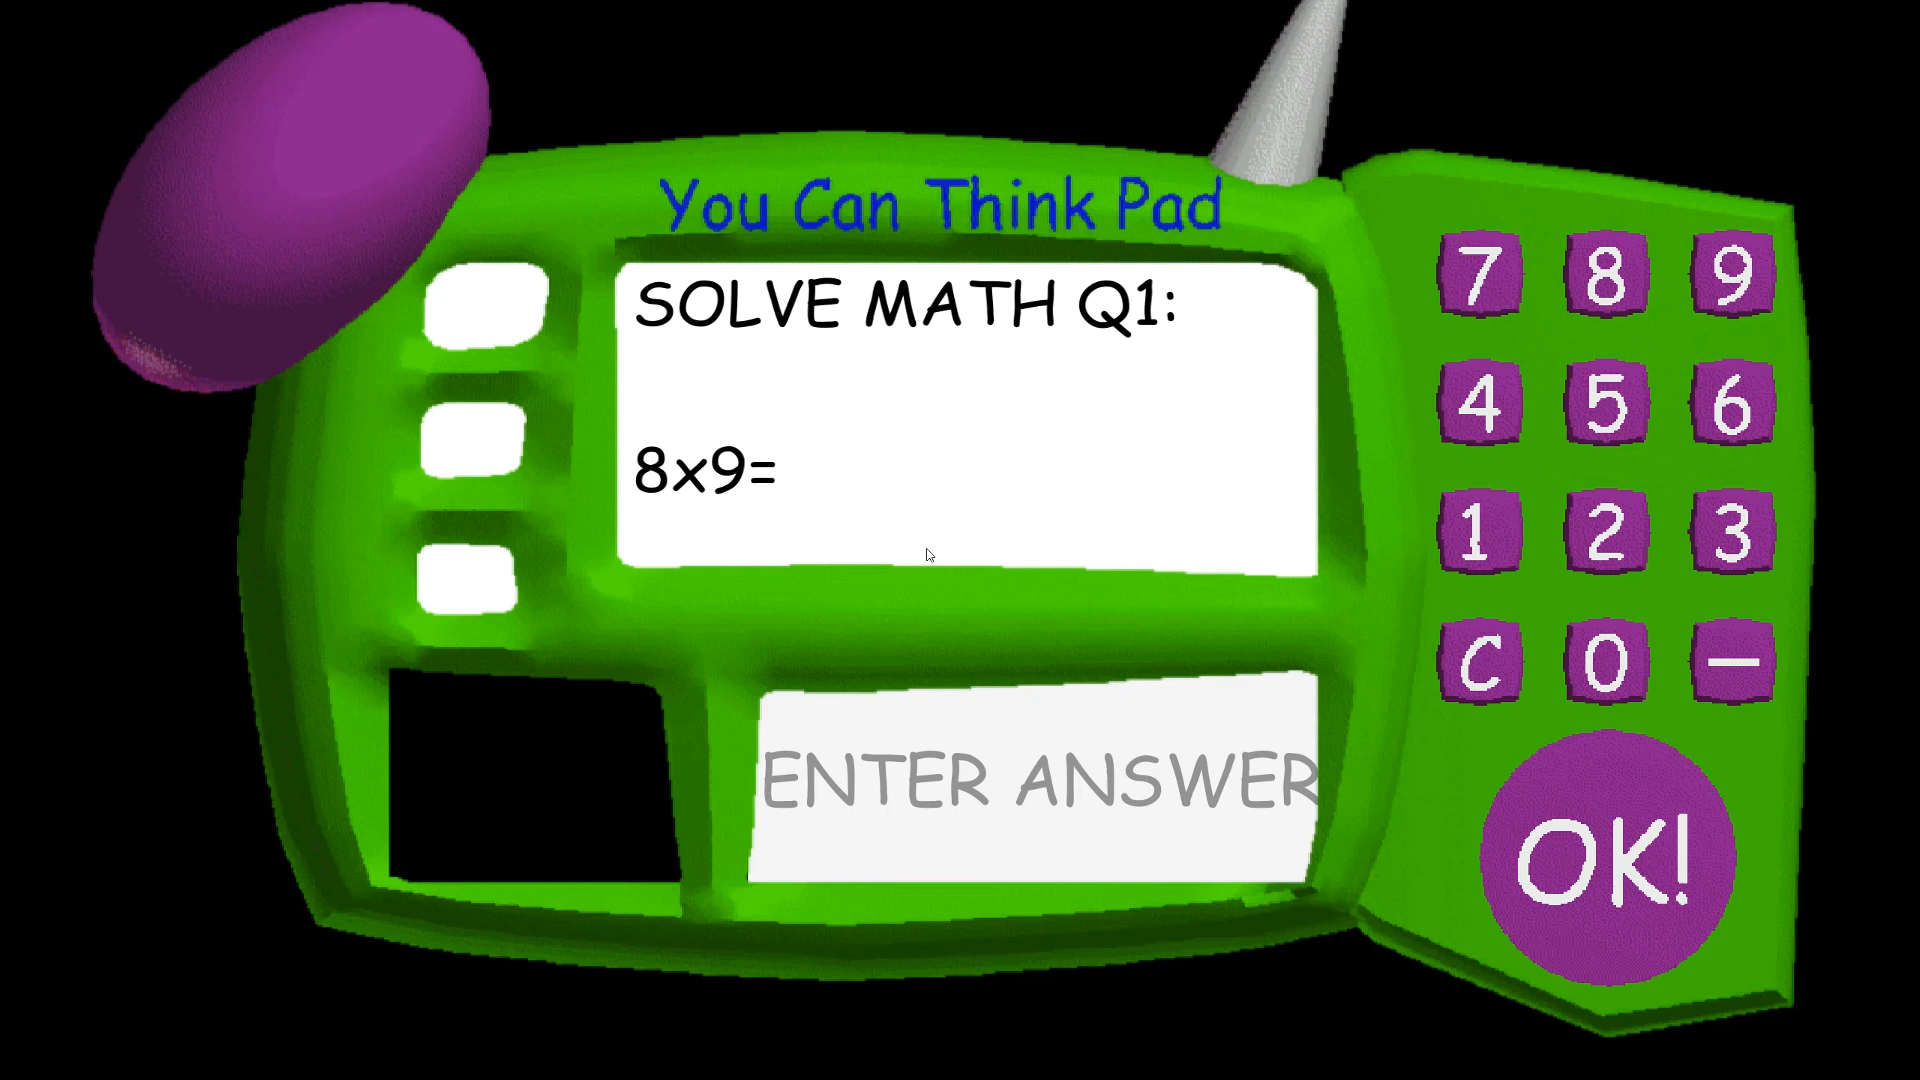 You Can Think Pad
SOLVE MATH Q1:
8x9=
ENTER ANSWER
7 8 9
4 5 6
1 2 3
C 0 —
OK!